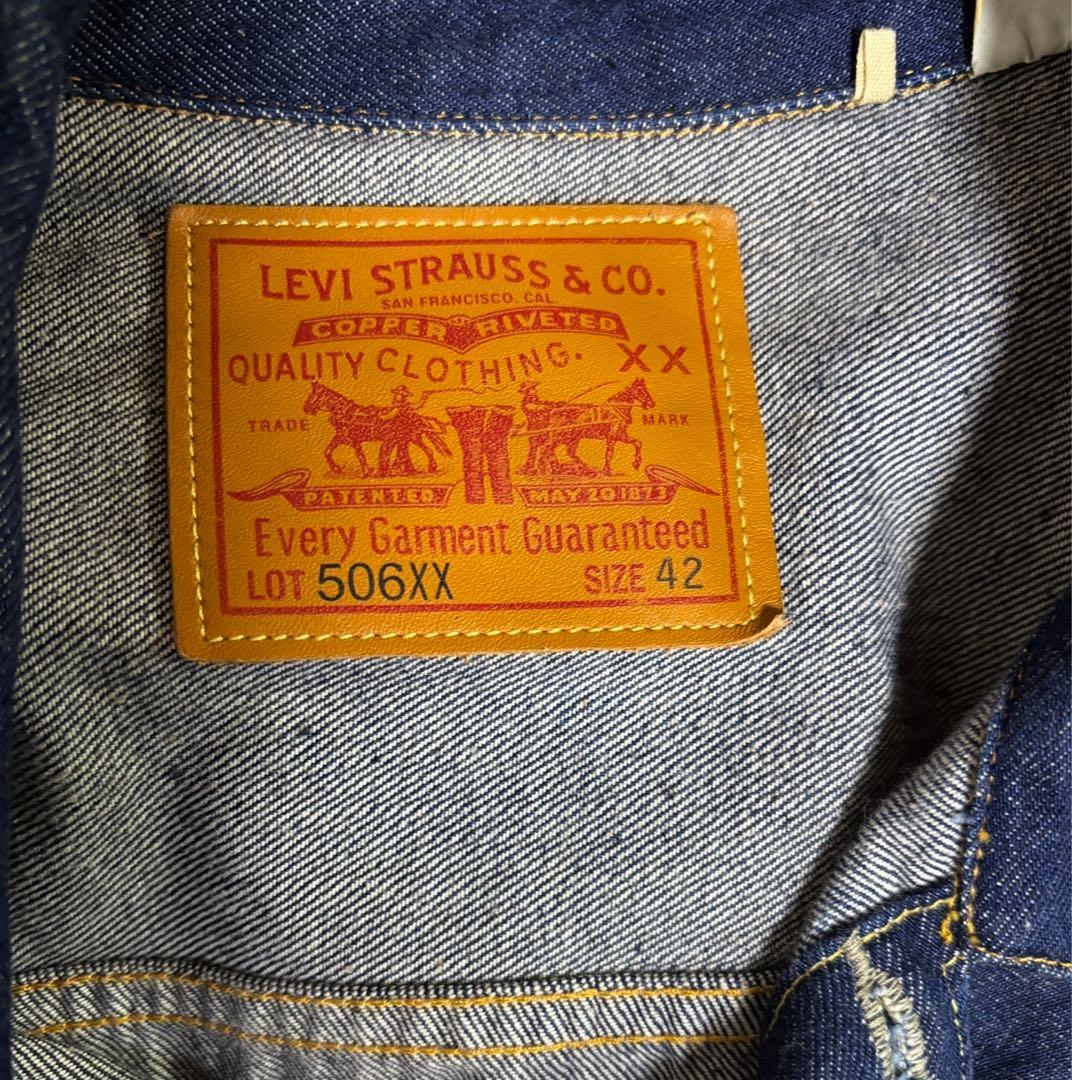 LEVI STRAUSS & CO.
SAN FRANCISCO, CAL.
COPPER RIVETED
QUALITY CLOTHING. XX
TRADE MARK
PATENTED MAY 20 1873
Every Garment Guaranteed
LOT 506XX SIZE 42